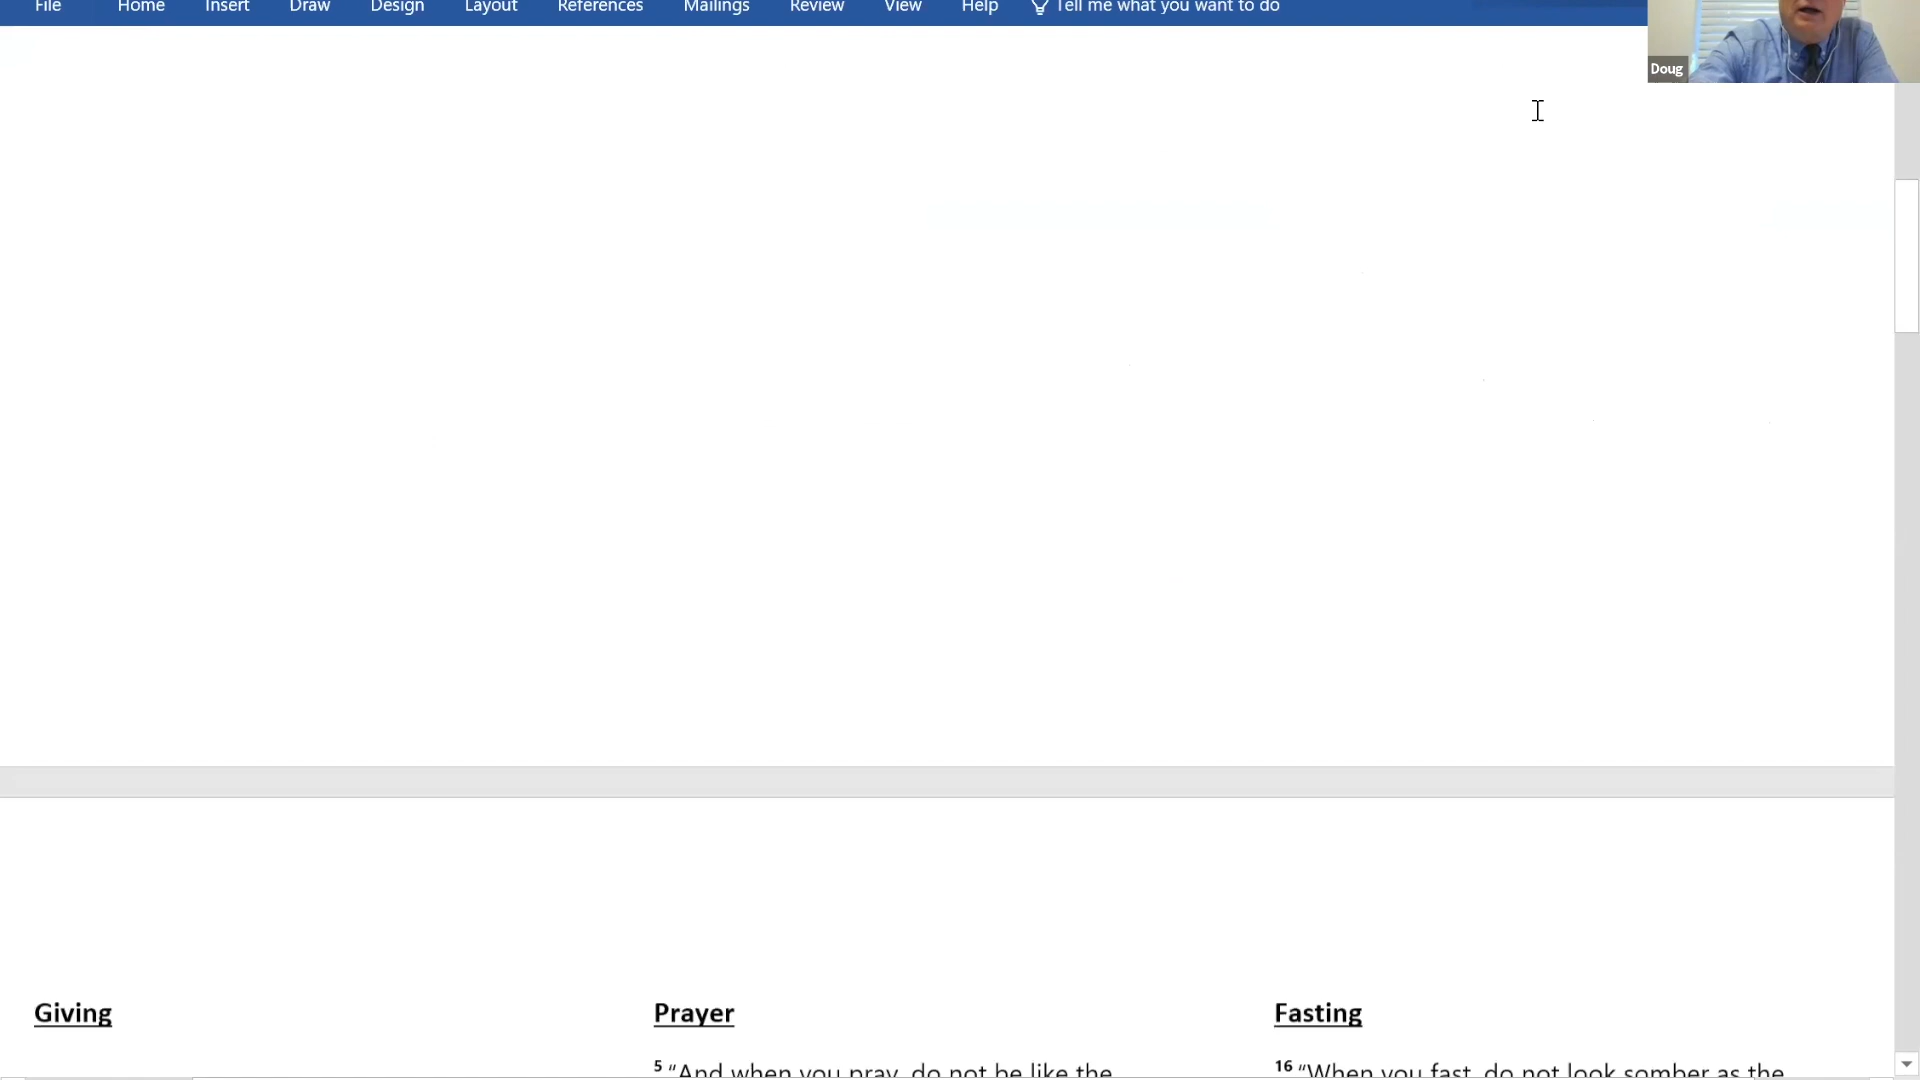 File Home Insert Draw Design Layout References Mailings Review View Help Tell me what you want to do
Doug
Giving Prayer Fasting
5 “And when you pray, do not be like the
16 “When you fast, do not look somber as the